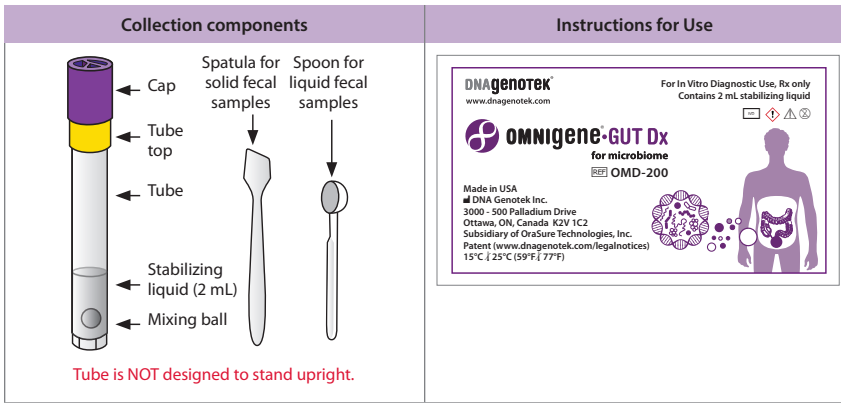 Collection components
Spatula for
solid fecal
samples
Spoon for
liquid fecal
samples
Cap
Tube
top
Tube
Stabilizing
liquid (2 mL)
Mixing ball
Tube is NOT designed to stand upright.
Instructions for Use
DNAgenoTeK
www.dnagenotek.com
For In Vitro Diagnostic Use, Rx only
Contains 2 mL stabilizing liquid
IVD
OMNIgene•GUT Dx
for microbiome
REF OMD-200
Made in USA
DNA Genotek Inc.
3000 - 500 Palladium Drive
Ottawa, ON, Canada K2V 1C2
Subsidiary of OraSure Technologies, Inc.
Patent (www.dnagenotek.com/legalnotices)
15°C 25°C (59°F 77°F)